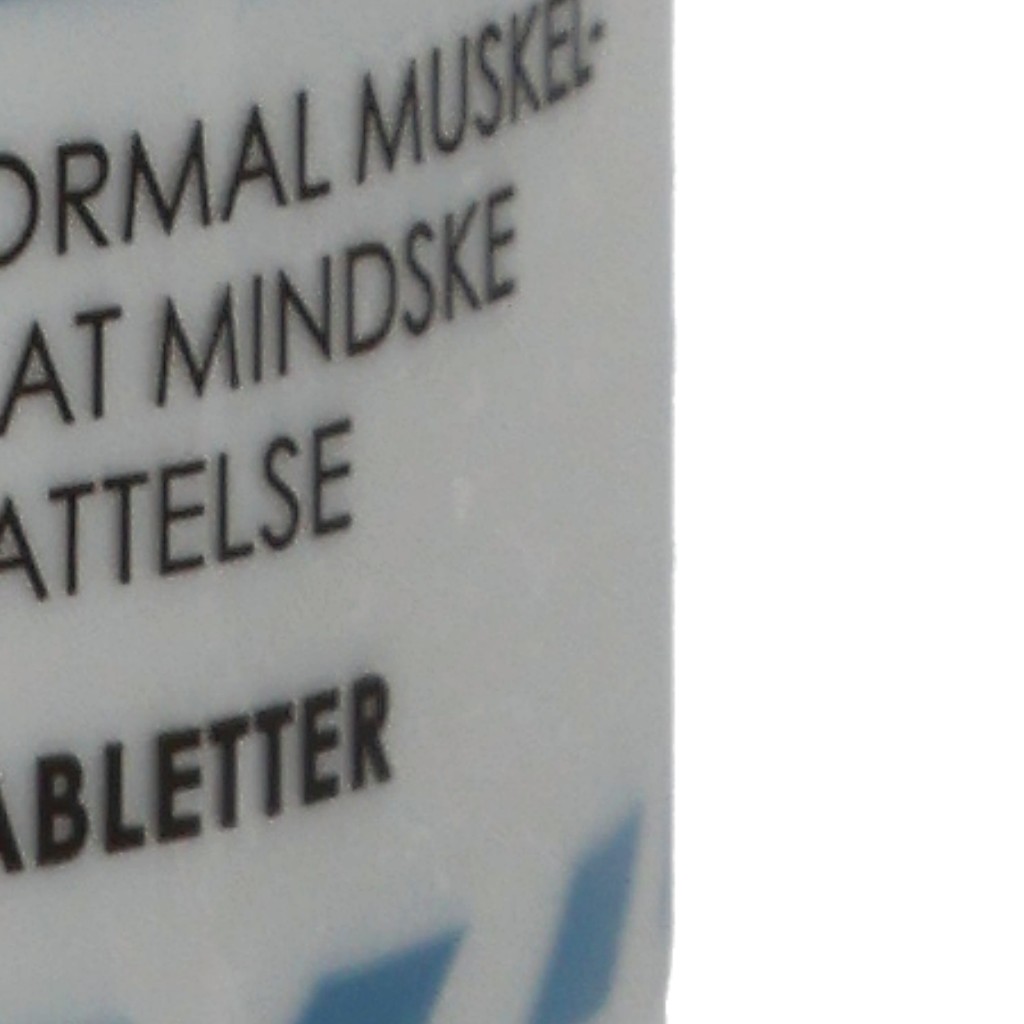 ORMAL MUSKEL-
AT MINDSKE
ATTELSE
ABLETTER